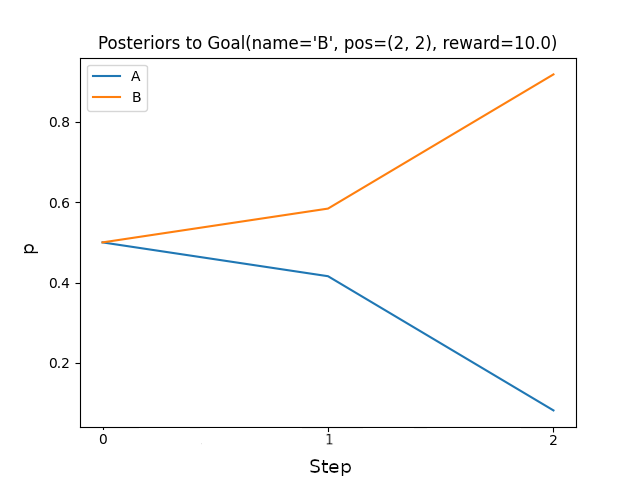 Posteriors to Goal(name='B', pos=(2, 2), reward=10.0)
A
B
0.8
0.6
0.4
0.2
p
0 1 2
Step